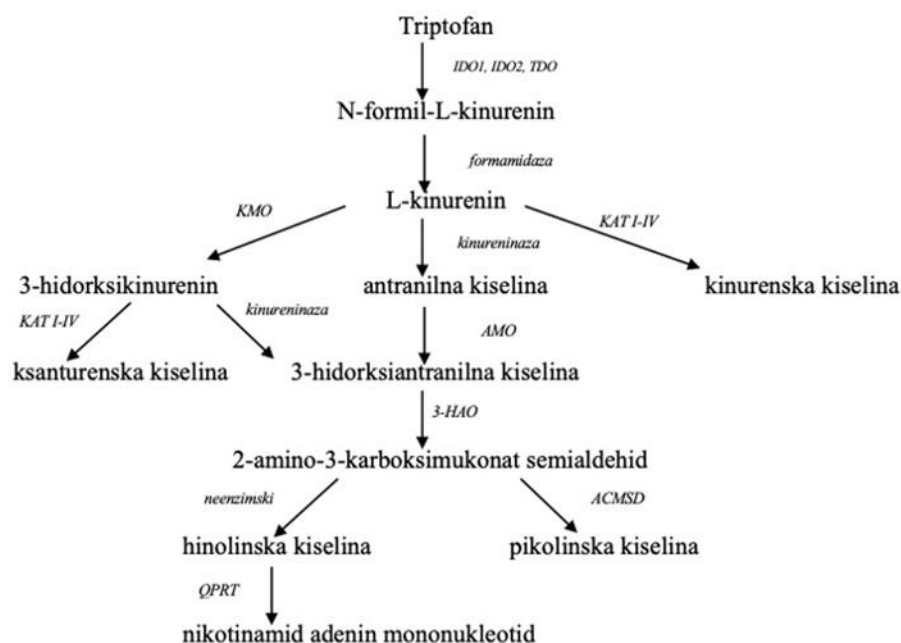 Triptofan
IDO1, IDO2, TDO
N-formil-L-kinurenin
formamidaza
L-kinurenin
KMO
kinureninaza
KAT I-IV
3-hidorksikinurenin
antranilna kiselina
kinurenska kiselina
KAT I-IV
kinureninaza
AMO
ksanturenska kiselina
3-hidorksiantranilna kiselina
3-HAO
2-amino-3-karboksimukonat semialdehid
neenzimski
ACMSD
hinolinska kiselina
pikolinska kiselina
QPRT
nikotinamid adenin mononukleotid